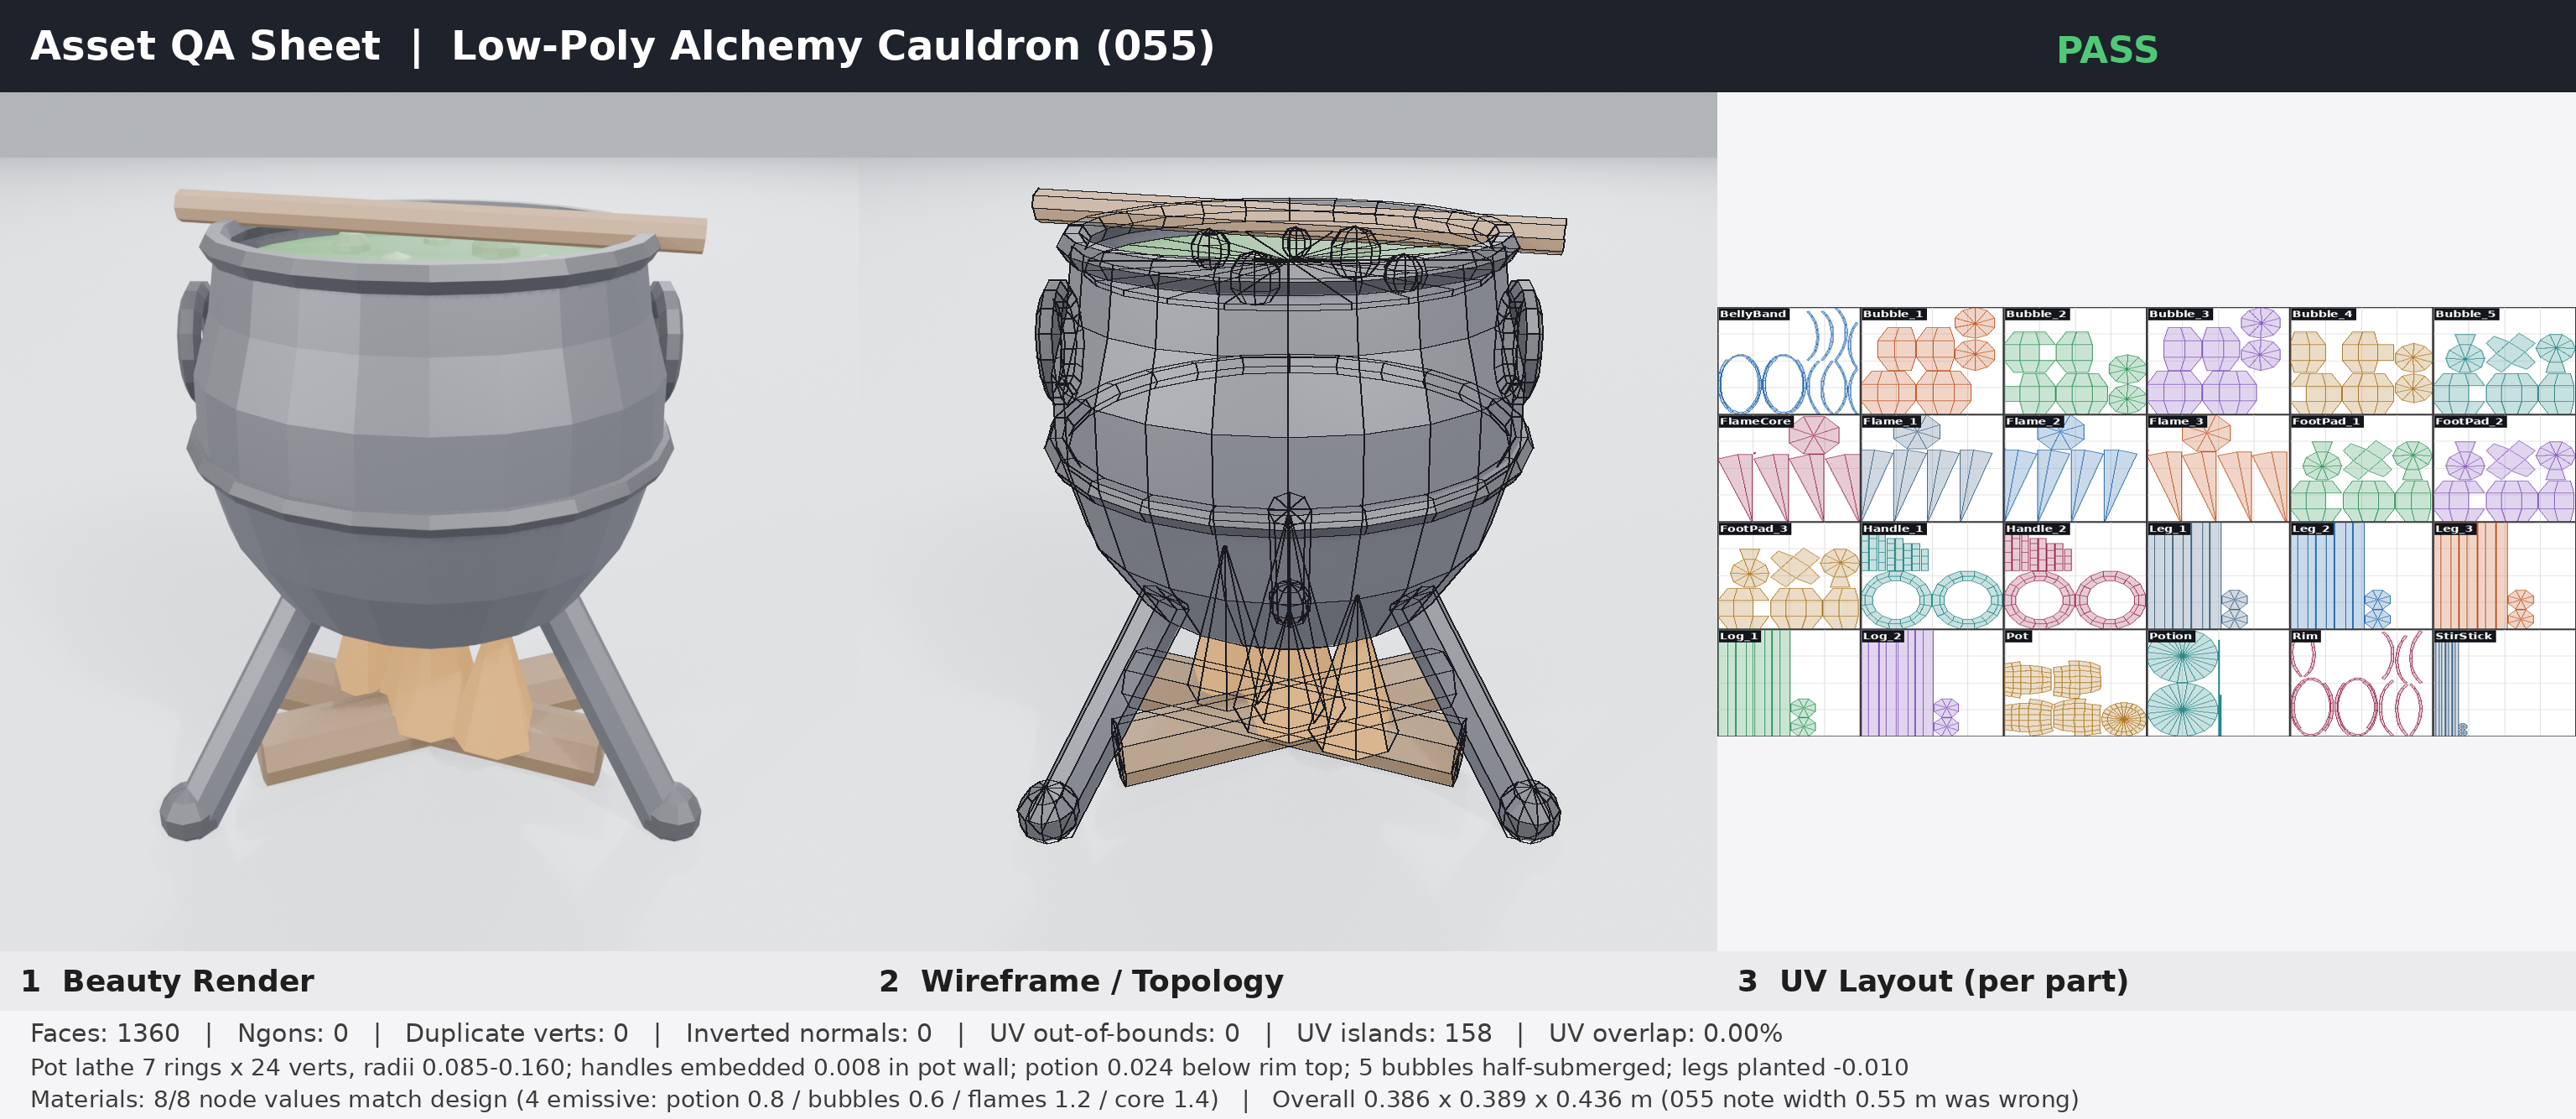 Asset QA Sheet | Low-Poly Alchemy Cauldron (055)
PASS
BellyBand
Bubble_1
Bubble_2
Bubble_3
Bubble_4
Bubble_5
FlameCore
Flame_1
Flame_2
Flame_3
FootPad_1
FootPad_2
FootPad_3
Handle_1
Handle_2
Leg_1
Leg_2
Leg_3
Log_1
Log_2
Pot
Potion
Rim
StirStick
1 Beauty Render
2 Wireframe / Topology
3 UV Layout (per part)
Faces: 1360 | Ngons: 0 | Duplicate verts: 0 | Inverted normals: 0 | UV out-of-bounds: 0 | UV islands: 158 | UV overlap: 0.00%
Pot lathe 7 rings x 24 verts, radii 0.085-0.160; handles embedded 0.008 in pot wall; potion 0.024 below rim top; 5 bubbles half-submerged; legs planted -0.010
Materials: 8/8 node values match design (4 emissive: potion 0.8 / bubbles 0.6 / flames 1.2 / core 1.4) | Overall 0.386 x 0.389 x 0.436 m (055 note width 0.55 m was wrong)